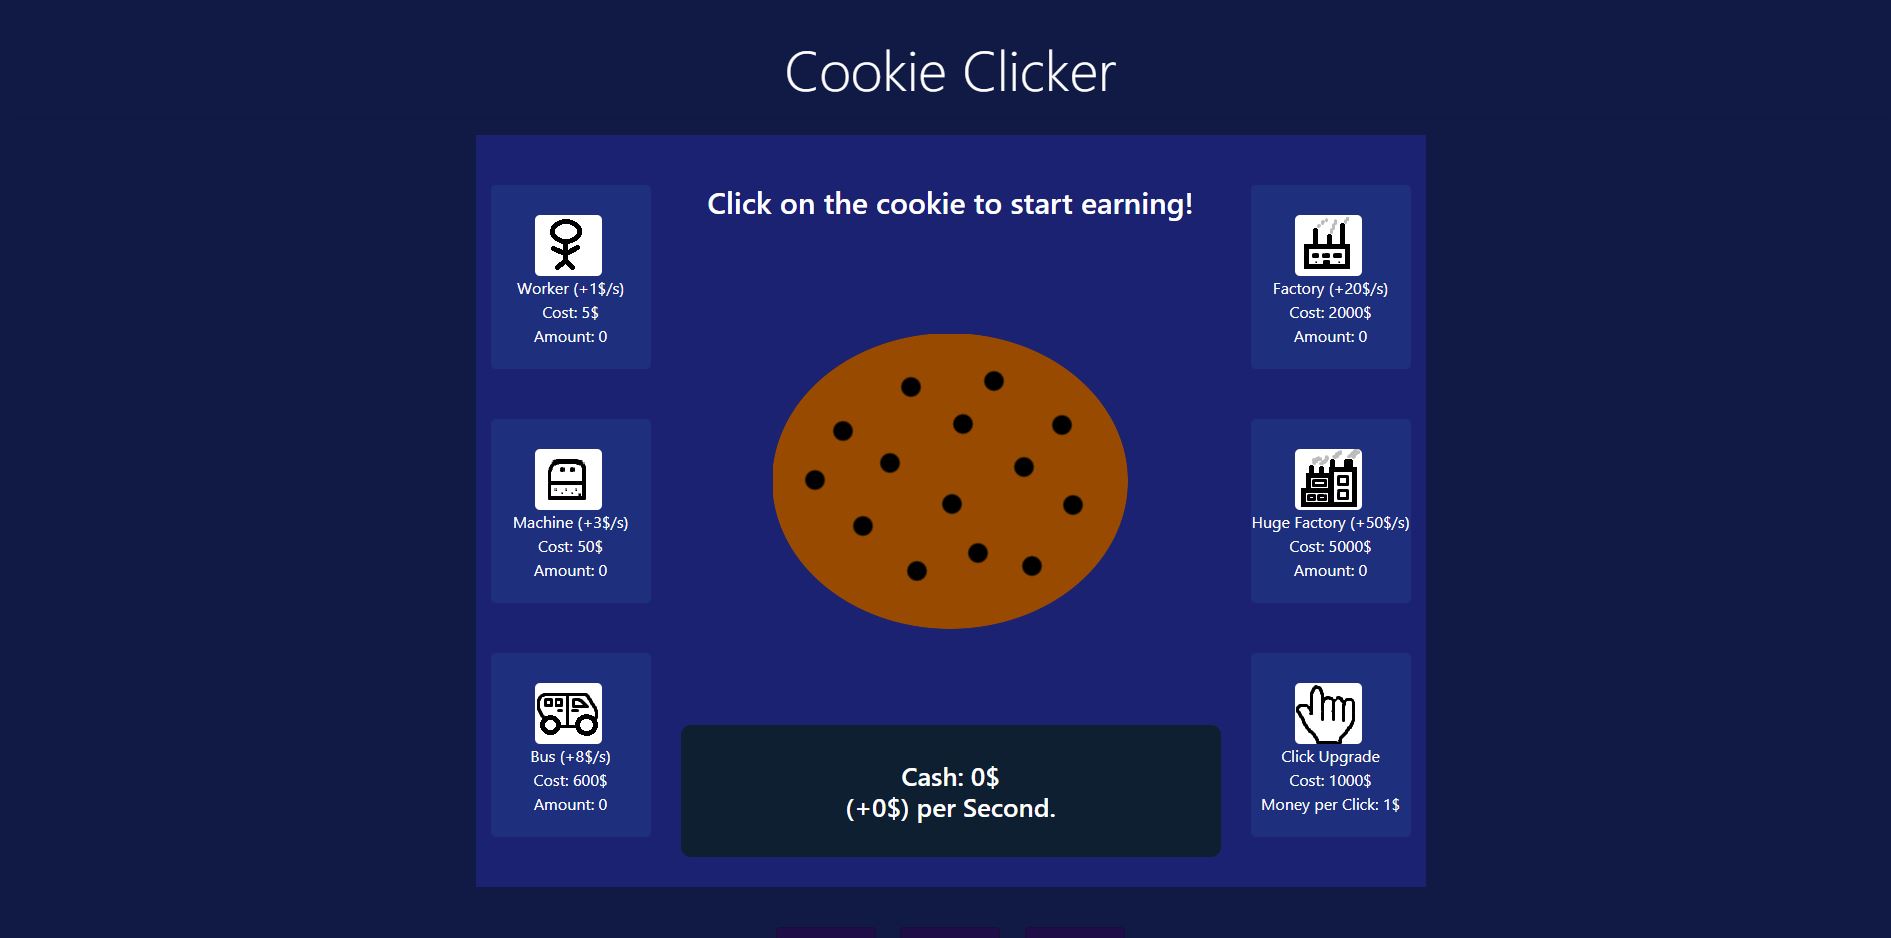 Cookie Clicker
Click on the cookie to start earning!
Worker (+1$/s)
Cost: 5$
Amount: 0
Machine (+3$/s)
Cost: 50$
Amount: 0
Bus (+8$/s)
Cost: 600$
Amount: 0
Cash: 0$
(+0$) per Second.
Factory (+20$/s)
Cost: 2000$
Amount: 0
Huge Factory (+50$/s)
Cost: 5000$
Amount: 0
Click Upgrade
Cost: 1000$
Money per Click: 1$